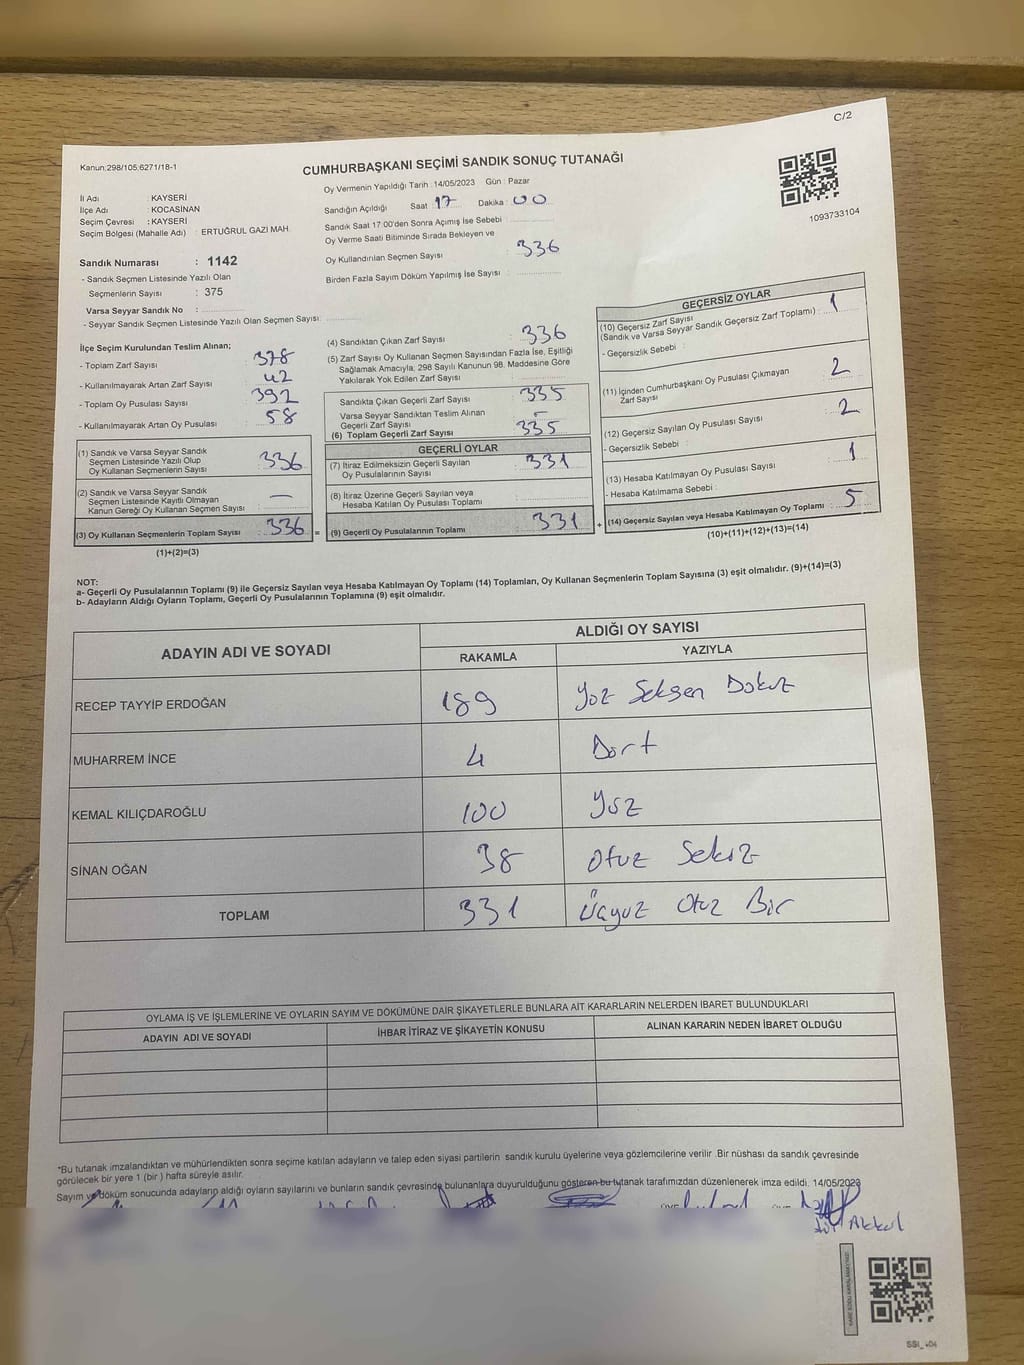 C/2
Kanun:298/105;6271/18-1
CUMHURBAŞKANI SEÇİMİ SANDIK SONUÇ TUTANAĞI
1093733104
İl Adı : KAYSERİ
İlçe Adı : KOCASİNAN
Seçim Çevresi : KAYSERİ
Seçim Bölgesi (Mahalle Adı) : ERTUĞRUL GAZİ MAH.
Sandık Numarası : 1142
- Sandık Seçmen Listesinde Yazılı Olan
Seçmenlerin Sayısı : 375
Varsa Seyyar Sandık No :
- Seyyar Sandık Seçmen Listesinde Yazılı Olan Seçmen Sayısı:
Oy Vermenin Yapıldığı Tarih : 14/05/2023 Gün : Pazar
Sandığın Açıldığı Saat : 17 Dakika : 00
Sandık Saat 17:00'den Sonra Açımış İse Sebebi :
Oy Verme Saati Bitiminde Sırada Bekleyen ve
Oy Kullandırılan Seçmen Sayısı : 336
Birden Fazla Sayım Döküm Yapılmış İse Sayısı :
İlçe Seçim Kurulundan Teslim Alınan;
- Toplam Zarf Sayısı : 378
- Kullanılmayarak Artan Zarf Sayısı : 42
- Toplam Oy Pusulası Sayısı : 392
- Kullanılmayarak Artan Oy Pusulası : 58
(1) Sandık ve Varsa Seyyar Sandık
Seçmen Listesinde Yazılı Olup
Oy Kullanan Seçmenlerin Sayısı : 336
(2) Sandık ve Varsa Seyyar Sandık
Seçmen Listesinde Kayıtlı Olmayan
Kanun Gereği Oy Kullanan Seçmen Sayısı : —
(3) Oy Kullanan Seçmenlerin Toplam Sayısı : 336 =
(1)+(2)=(3)
(4) Sandıktan Çıkan Zarf Sayısı : 336
(5) Zarf Sayısı Oy Kullanan Seçmen Sayısından Fazla İse, Eşitliği
Sağlamak Amacıyla; 298 Sayılı Kanunun 98. Maddesine Göre
Yakılarak Yok Edilen Zarf Sayısı :
Sandıkta Çıkan Geçerli Zarf Sayısı : 335
Varsa Seyyar Sandıktan Teslim Alınan
Geçerli Zarf Sayısı : -
(6) Toplam Geçerli Zarf Sayısı : 335
GEÇERLİ OYLAR
(7) İtiraz Edilmeksizin Geçerli Sayılan
Oy Pusulasının Sayısı : 331
(8) İtiraz Üzerine Geçerli Sayılan veya
Hesaba Katılan Oy Pusulası Toplamı :
(9) Geçerli Oy Pusulalarının Toplamı : 331 +
GEÇERSİZ OYLAR
(10) Geçersiz Zarf Sayısı
(Sandık ve Varsa Seyyar Sandık Geçersiz Zarf Toplamı) : 1
- Geçersizlik Sebebi :
(11) İçinden Cumhurbaşkanı Oy Pusulası Çıkmayan
Zarf Sayısı : 2
(12) Geçersiz Sayılan Oy Pusulası Sayısı : 2
- Geçersizlik Sebebi :
(13) Hesaba Katılmayan Oy Pusulası Sayısı : 1
- Hesaba Katılmama Sebebi :
(14) Geçersiz Sayılan veya Hesaba Katılmayan Oy Toplamı : 5
(10)+(11)+(12)+(13)=(14)
NOT:
a- Geçerli Oy Pusulalarının Toplamı (9) ile Geçersiz Sayılan veya Hesaba Katılmayan Oy Toplamı (14) Toplamları, Oy Kullanan Seçmenlerin Toplam Sayısına (3) eşit olmalıdır. (9)+(14)=(3)
b- Adayların Aldığı Oyların Toplamı, Geçerli Oy Pusulalarının Toplamına (9) eşit olmalıdır.
ADAYIN ADI VE SOYADI ALDIĞI OY SAYISI
RAKAMLA YAZIYLA
RECEP TAYYİP ERDOĞAN 189 Yüz Seksen Dokuz
MUHARREM İNCE 4 Dört
KEMAL KILIÇDAROĞLU 100 Yüz
SİNAN OĞAN 38 Otuz Sekiz
TOPLAM 331 Üçyüz Otuz Bir
OYLAMA İŞ VE İŞLEMLERİNE VE OYLARIN SAYIM VE DÖKÜMÜNE DAİR ŞİKAYETLERLE BUNLARA AİT KARARLARIN NELERDEN İBARET BULUNDUKLARI
ADAYIN ADI VE SOYADI İHBAR İTİRAZ VE ŞİKAYETİN KONUSU ALINAN KARARIN NEDEN İBARET OLDUĞU
*Bu tutanak imzalandıktan ve mühürlendikten sonra seçime katılan adayların ve talep eden siyasi partilerin sandık kurulu üyelerine veya gözlemcilerine verilir. Bir nüshası da sandık çevresinde
görülecek bir yere 1 (bir) hafta süreyle asılır.
Sayım ve döküm sonucunda adayların aldığı oyların sayılarını ve bunların sandık çevresinde bulunanlara duyurulduğunu gösteren bu tutanak tarafımızdan düzenlenerek imza edildi. 14/05/2023
Akkul